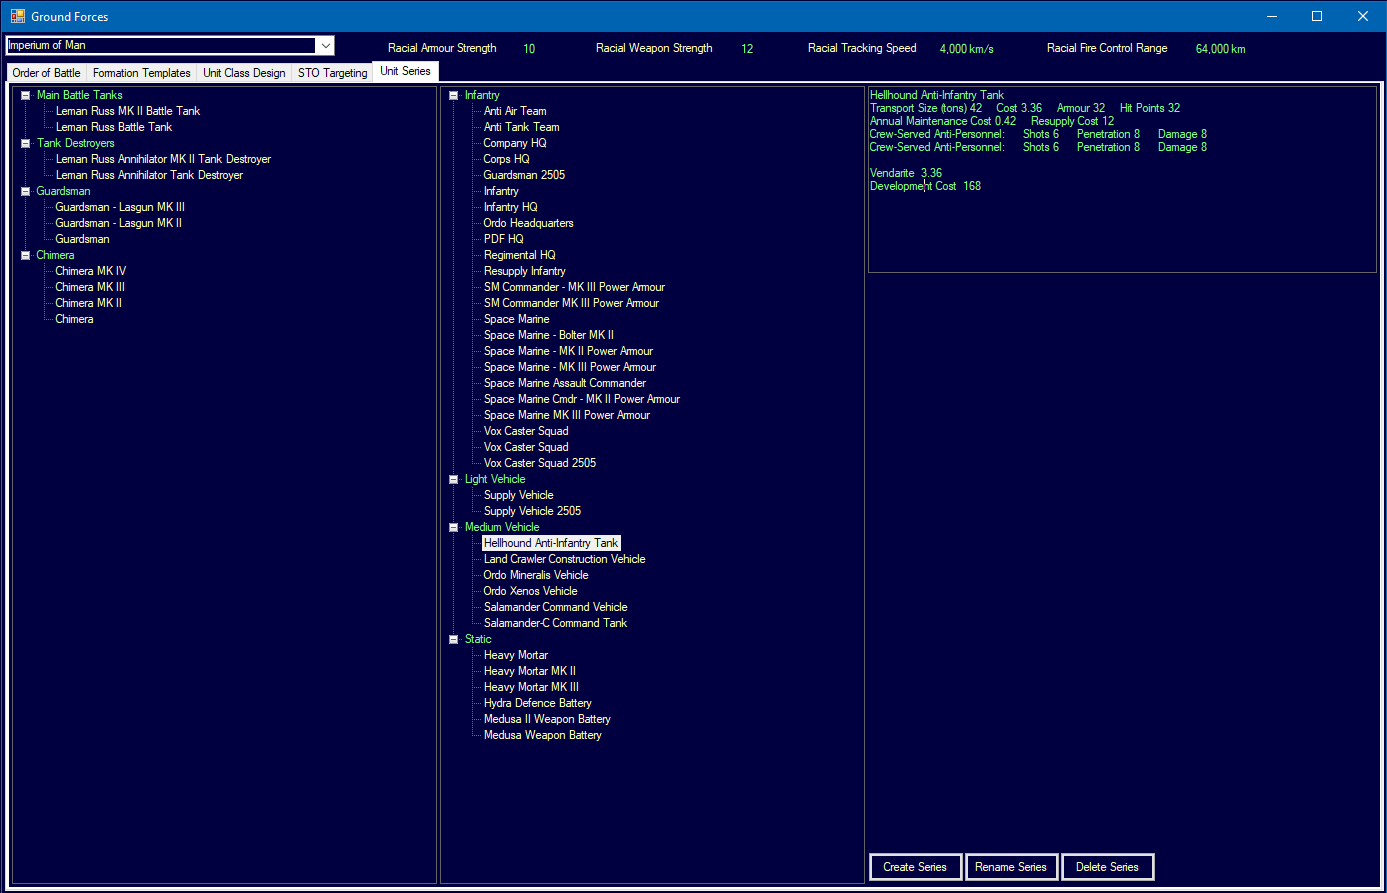 Ground Forces
Imperium of Man
Racial Armour Strength 10 Racial Weapon Strength 12 Racial Tracking Speed 4,000 km/s Racial Fire Control Range 64,000 km
Order of Battle Formation Templates Unit Class Design STO Targeting Unit Series
Main Battle Tanks
Leman Russ MK II Battle Tank
Leman Russ Battle Tank
Tank Destroyers
Leman Russ Annihilator MK II Tank Destroyer
Leman Russ Annihilator Tank Destroyer
Guardsman
Guardsman - Lasgun MK III
Guardsman - Lasgun MK II
Guardsman
Chimera
Chimera MK IV
Chimera MK III
Chimera MK II
Chimera
Infantry
Anti Air Team
Anti Tank Team
Company HQ
Corps HQ
Guardsman 2505
Infantry
Infantry HQ
Ordo Headquarters
PDF HQ
Regimental HQ
Resupply Infantry
SM Commander - MK III Power Armour
SM Commander MK III Power Armour
Space Marine
Space Marine - Bolter MK II
Space Marine - MK II Power Armour
Space Marine - MK III Power Armour
Space Marine Assault Commander
Space Marine Cmdr - MK II Power Armour
Space Marine MK III Power Armour
Vox Caster Squad
Vox Caster Squad
Vox Caster Squad 2505
Light Vehicle
Supply Vehicle
Supply Vehicle 2505
Medium Vehicle
Hellhound Anti-Infantry Tank
Land Crawler Construction Vehicle
Ordo Mineralis Vehicle
Ordo Xenos Vehicle
Salamander Command Vehicle
Salamander-C Command Tank
Static
Heavy Mortar
Heavy Mortar MK II
Heavy Mortar MK III
Hydra Defence Battery
Medusa II Weapon Battery
Medusa Weapon Battery
Hellhound Anti-Infantry Tank
Transport Size (tons) 42 Cost 3.36 Armour 32 Hit Points 32
Annual Maintenance Cost 0.42 Resupply Cost 12
Crew-Served Anti-Personnel: Shots 6 Penetration 8 Damage 8
Crew-Served Anti-Personnel: Shots 6 Penetration 8 Damage 8
Vendarite 3.36
Development Cost 168
Create Series Rename Series Delete Series